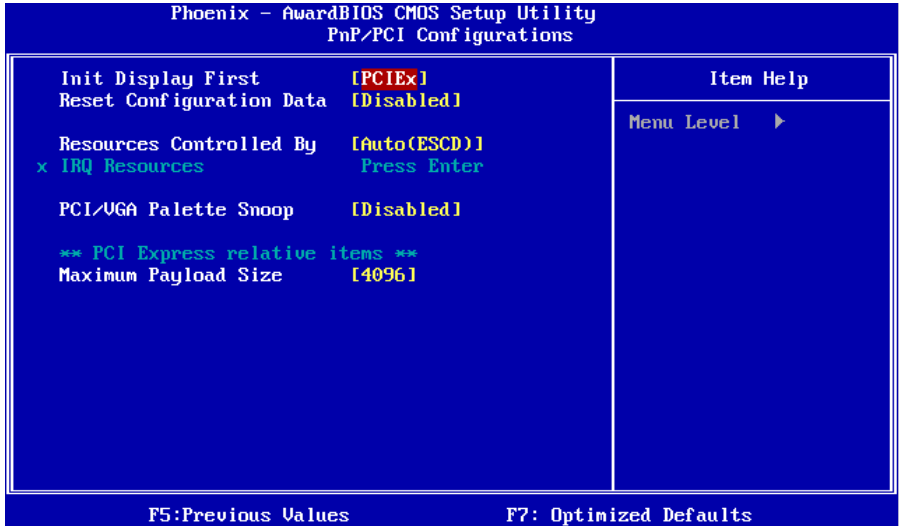 Phoenix - AwardBIOS CMOS Setup Utility
PnP/PCI Configurations
Init Display First [PCIEx]
Reset Configuration Data [Disabled]
Resources Controlled By [Auto(ESCD)]
x IRQ Resources Press Enter
PCI/VGA Palette Snoop [Disabled]
** PCI Express relative items **
Maximum Payload Size [4096]
Item Help
Menu Level
F5:Previous Values F7: Optimized Defaults